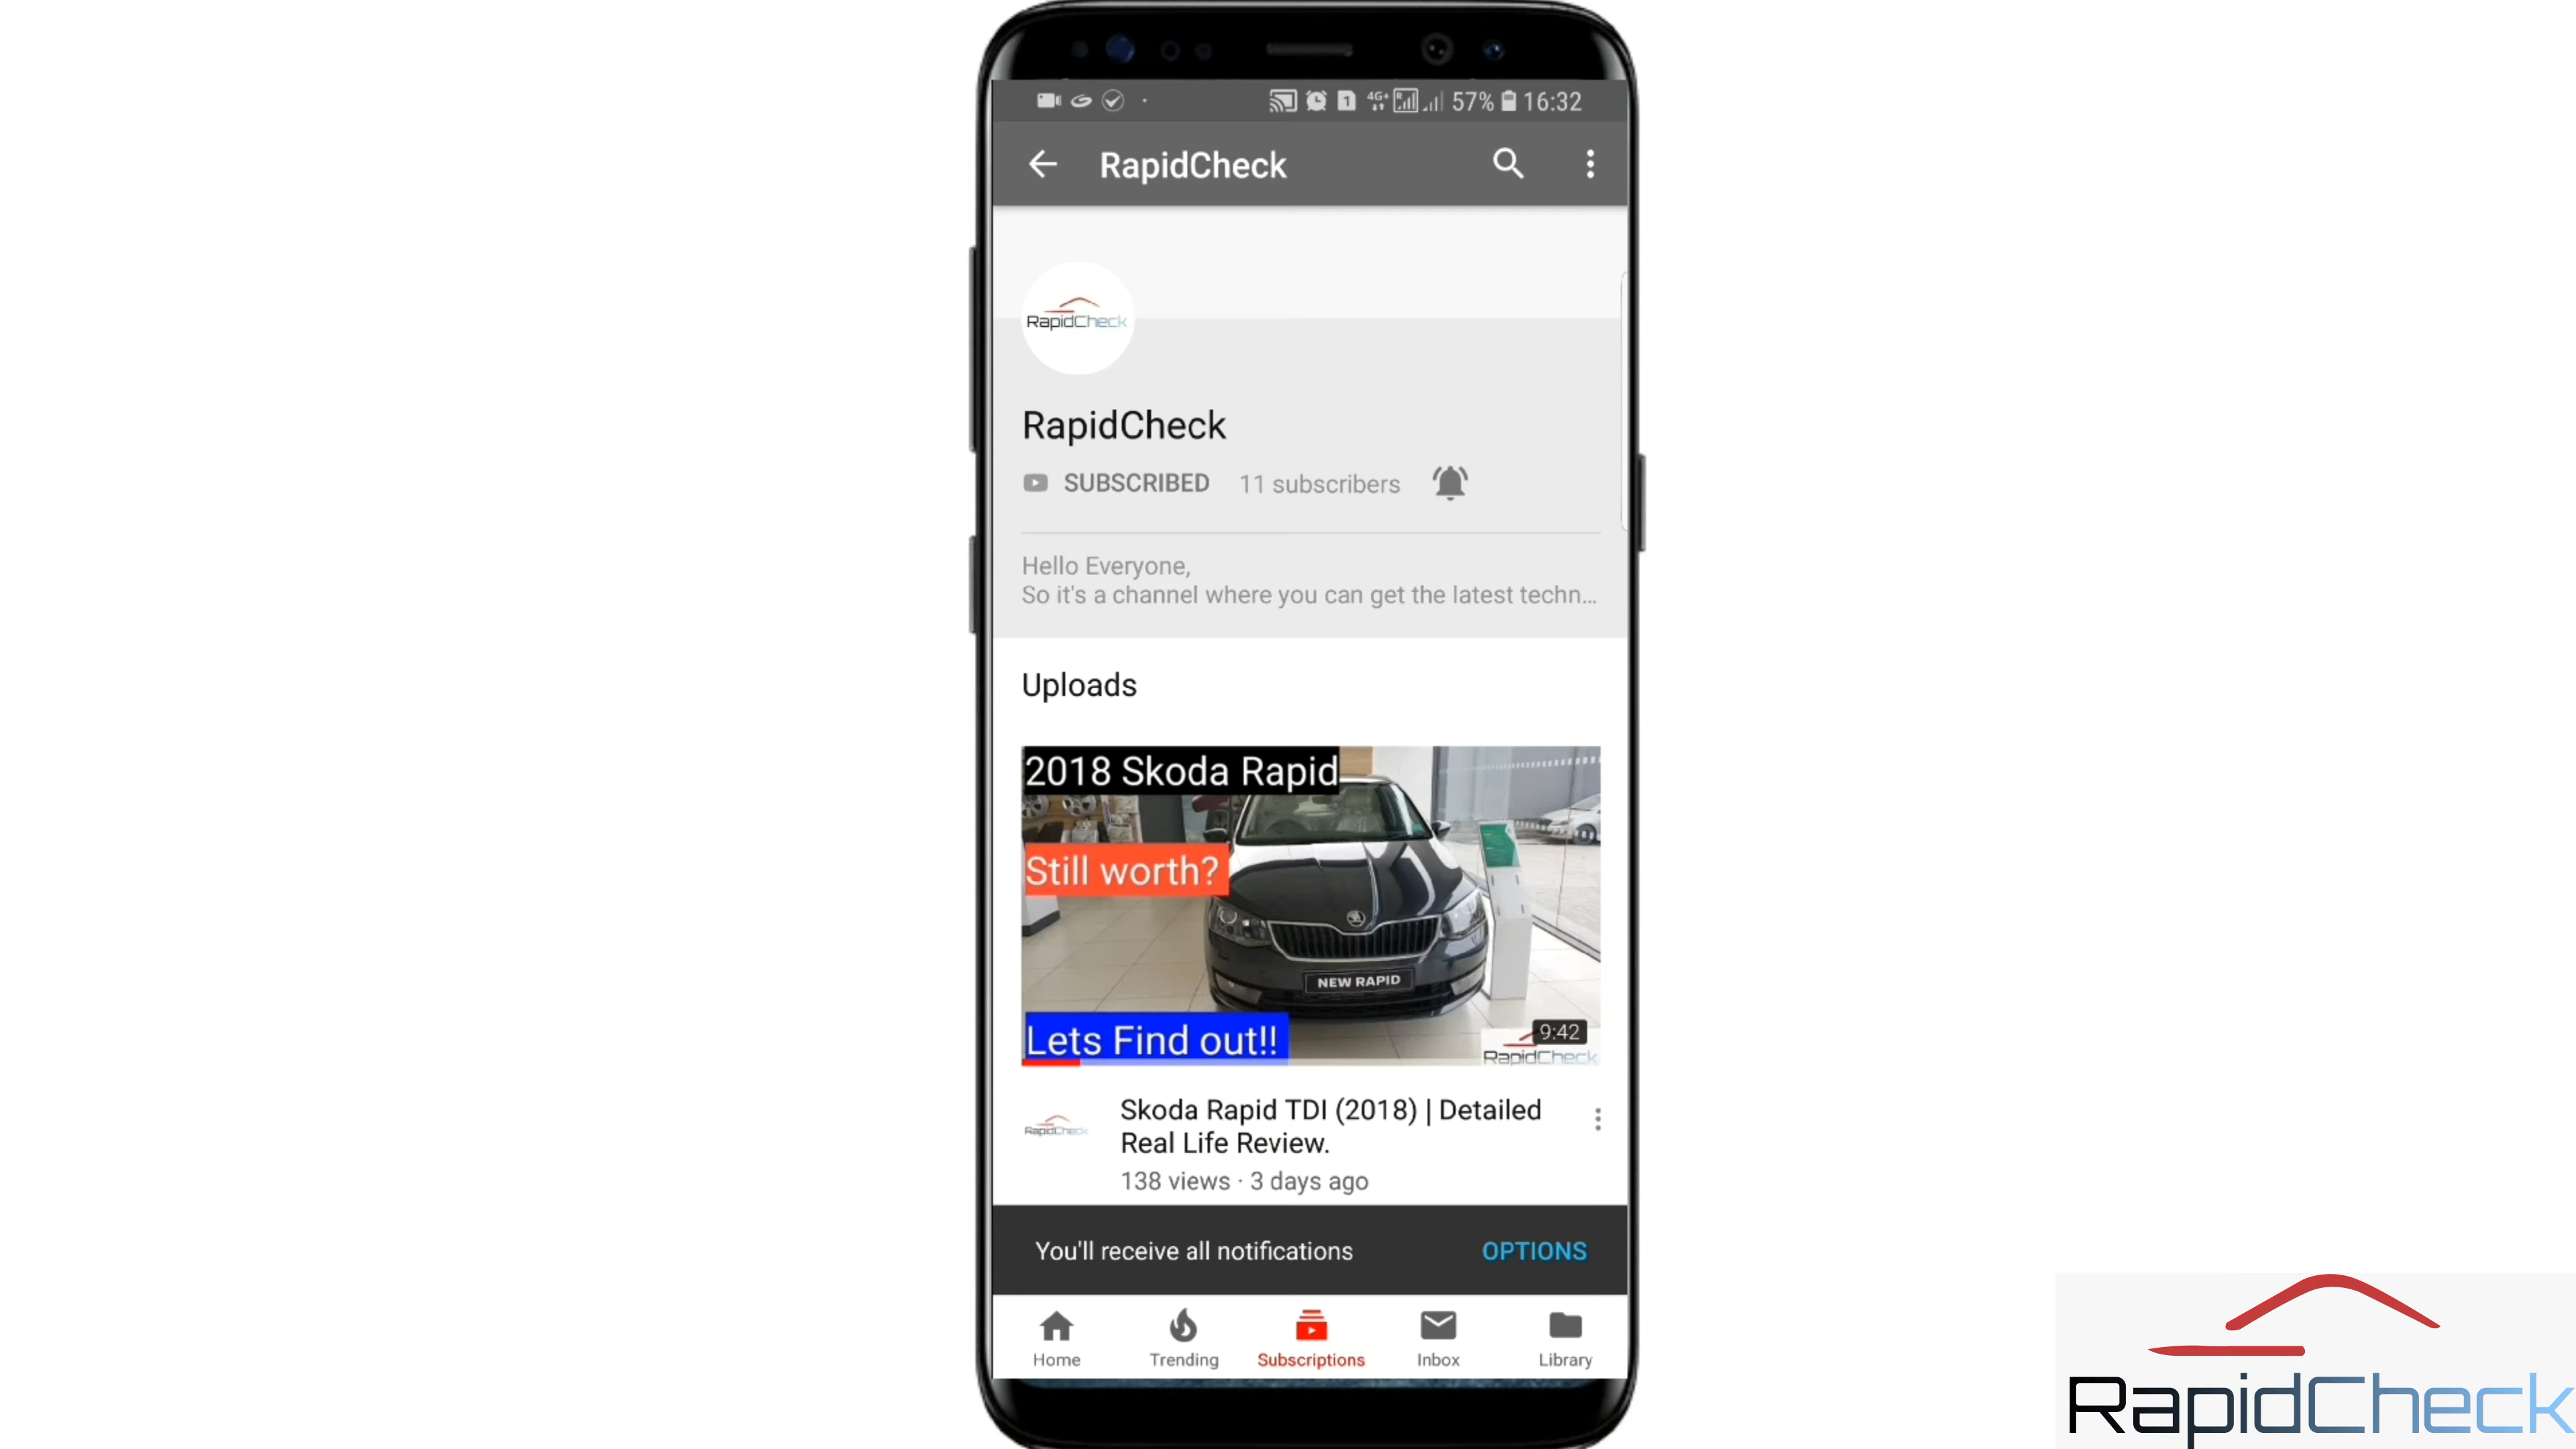 1 4G+ R 57% 16:32
RapidCheck
RapidCheck
RapidCheck
SUBSCRIBED 11 subscribers
Hello Everyone,
So it's a channel where you can get the latest techn...
Uploads
2018 Skoda Rapid
Still worth?
NEW RAPID
Lets Find out!!
9:42
RapidCheck
Skoda Rapid TDI (2018) | Detailed
RapidCheck
Real Life Review.
138 views · 3 days ago
You'll receive all notifications OPTIONS
Home Trending Subscriptions Inbox Library
RapidCheck